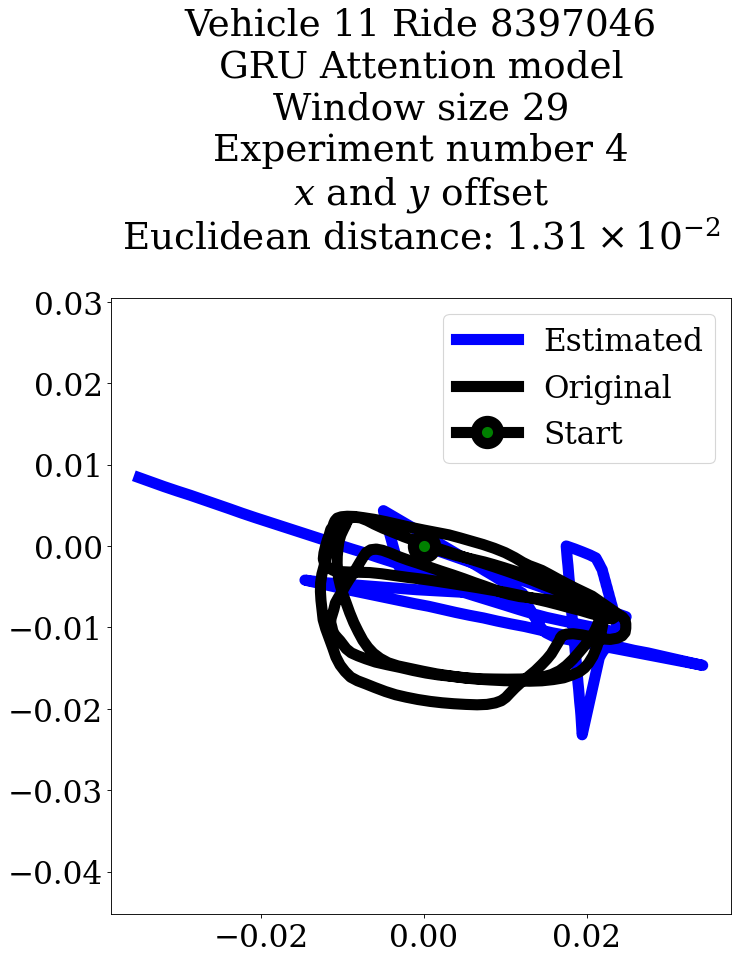 Vehicle 11 Ride 8397046
GRU Attention model
Window size 29
Experiment number 4
x and y offset
Euclidean distance: 1.31 × 10⁻²
0.03
0.02
0.01
0.00
−0.01
−0.02
−0.03
−0.04
Estimated
Original
Start
−0.02 0.00 0.02